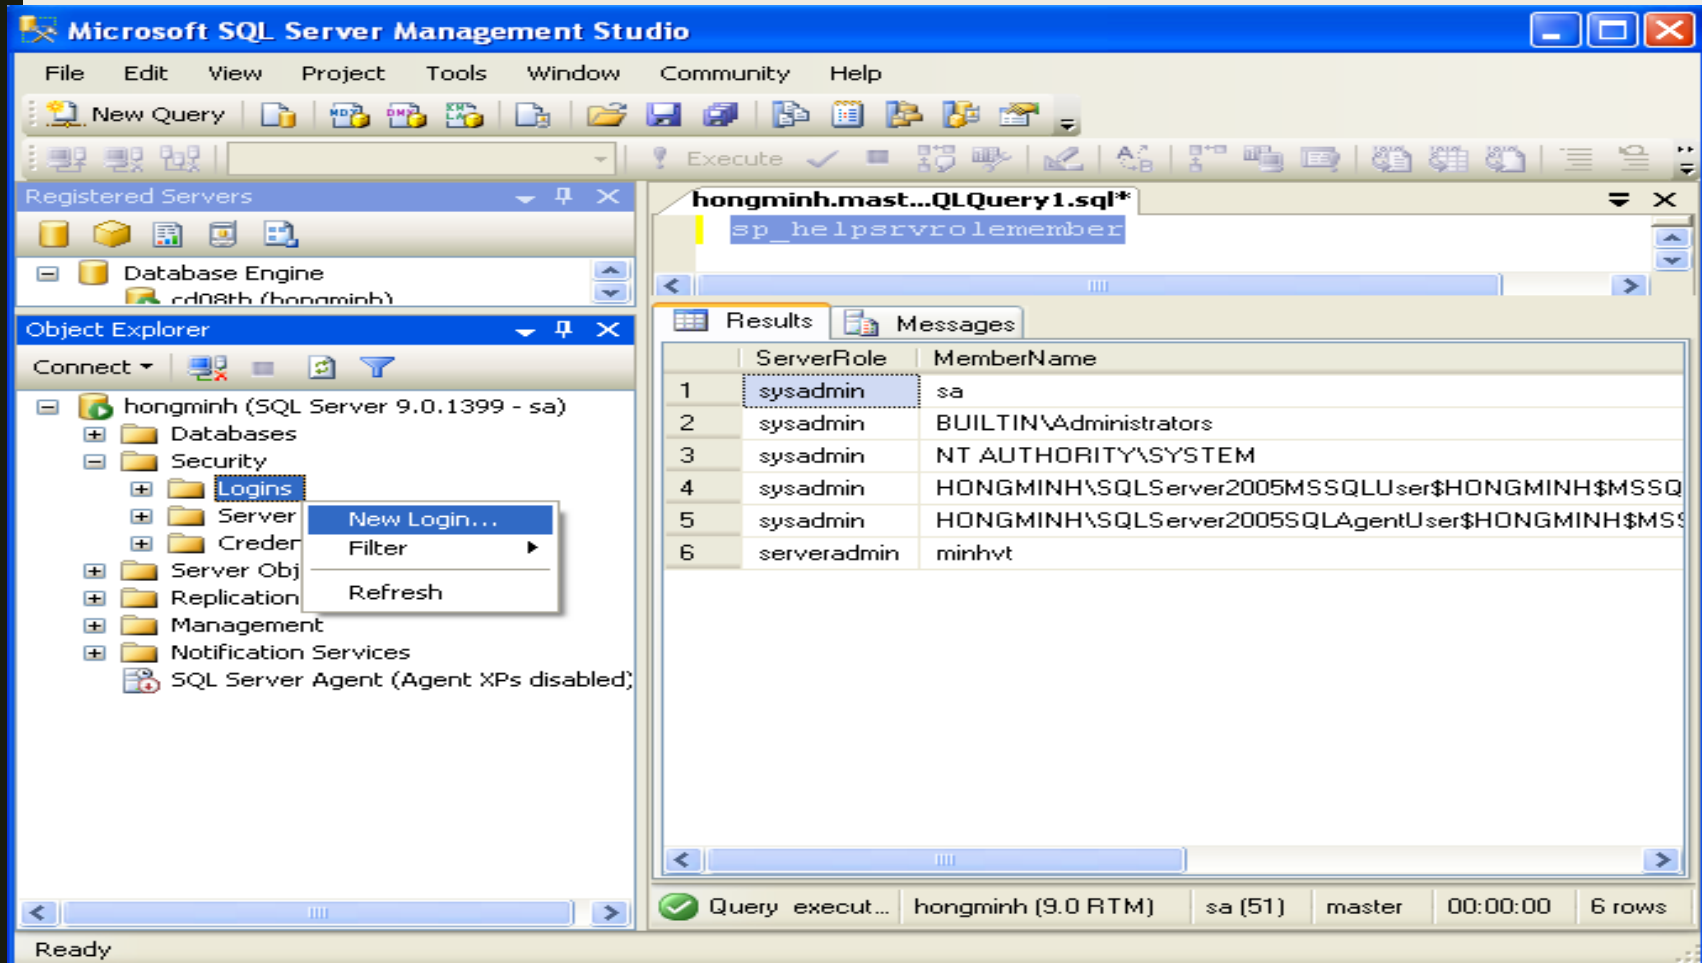 Microsoft SQL Server Management Studio
File Edit View Project Tools Window Community Help
New Query
Execute
Registered Servers
Database Engine
cd08th (hongminh)
Object Explorer
Connect
hongminh (SQL Server 9.0.1399 - sa)
Databases
Security
Logins
Server
Creden
Server Obj
Replication
Management
Notification Services
SQL Server Agent (Agent XPs disabled)
New Login...
Filter
Refresh
hongminh.mast...QLQuery1.sql*
sp_helpsrvrolemember
Results Messages
ServerRole MemberName
1 sysadmin sa
2 sysadmin BUILTIN\Administrators
3 sysadmin NT AUTHORITY\SYSTEM
4 sysadmin HONGMINH\SQLServer2005MSSQLUser$HONGMINH$MSSQ
5 sysadmin HONGMINH\SQLServer2005SQLAgentUser$HONGMINH$MSS
6 serveradmin minhvt
Query execut... hongminh (9.0 RTM) sa (51) master 00:00:00 6 rows
Ready